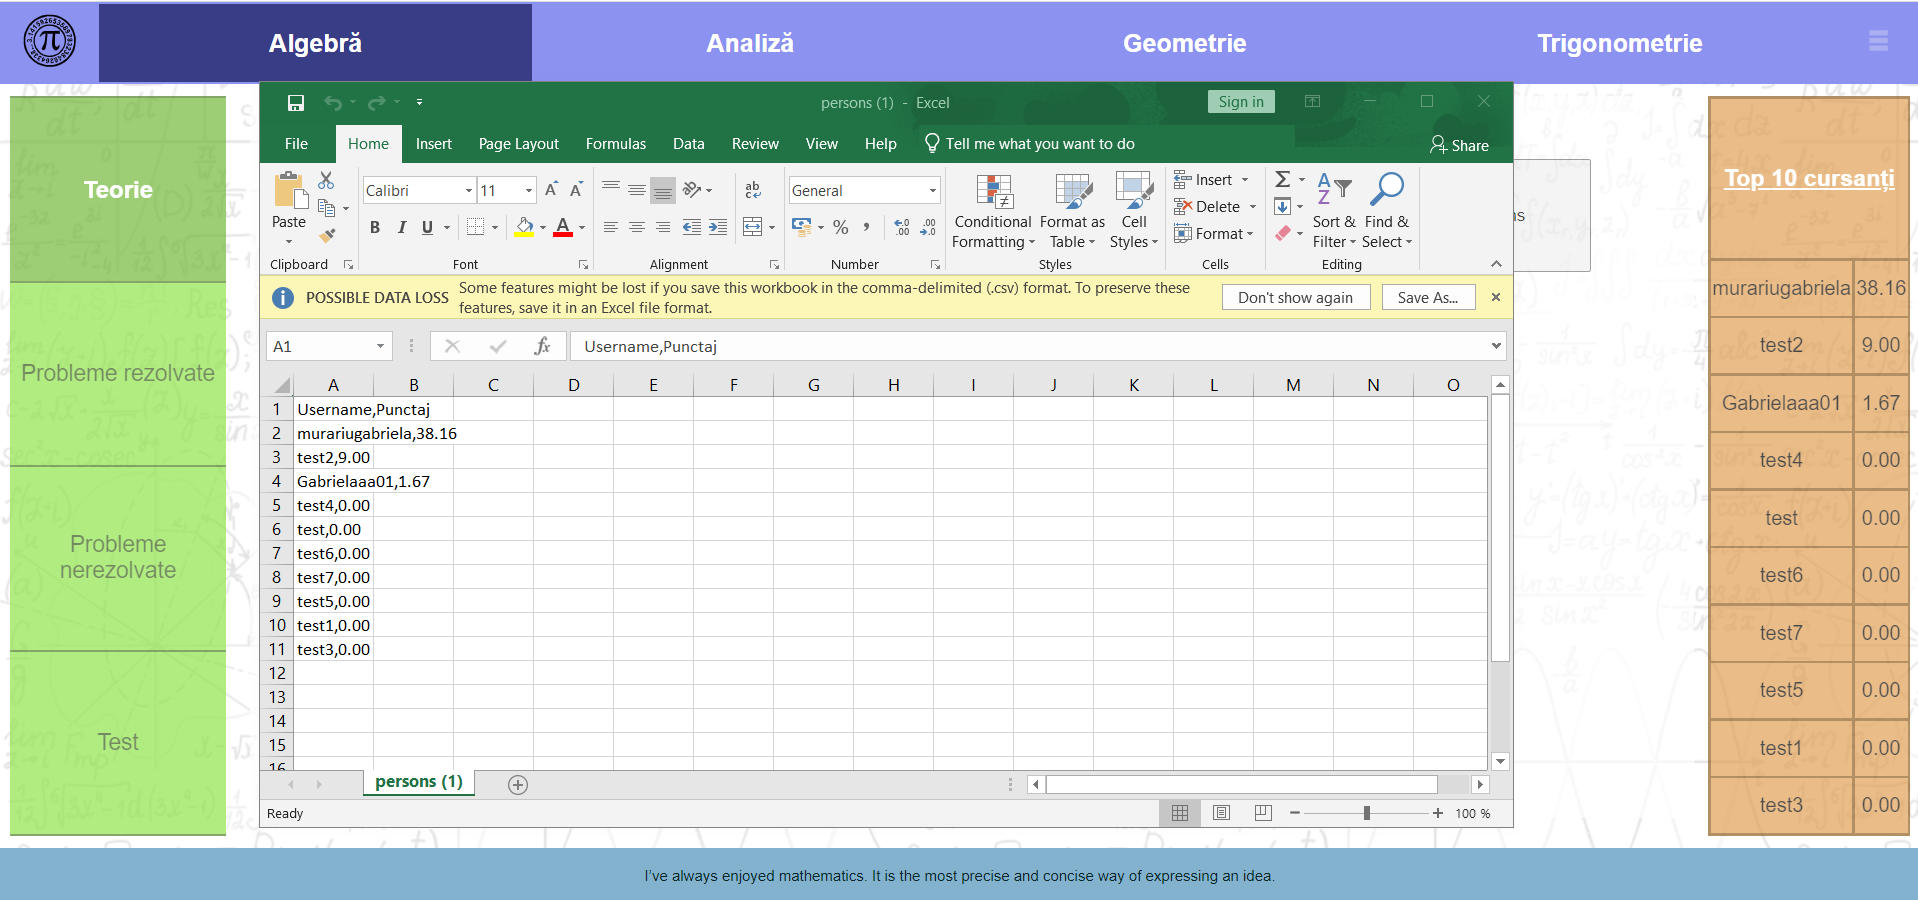 Algebră
Analiză
Geometrie
Trigonometrie
Teorie
Probleme rezolvate
Probleme
nerezolvate
Test
persons (1) - Excel
Sign in
File
Home
Insert
Page Layout
Formulas
Data
Review
View
Help
Tell me what you want to do
Share
Paste
Clipboard
Calibri
11
B I U
A
Font
ab
Alignment
General
%
Number
Conditional
Formatting
Format as
Table
Cell
Styles
Styles
Insert
Delete
Format
Cells
Sort &
Filter
Find &
Select
Editing
POSSIBLE DATA LOSS
Some features might be lost if you save this workbook in the comma-delimited (.csv) format. To preserve these
features, save it in an Excel file format.
Don't show again
Save As...
A1
fx
Username,Punctaj
A B C D E F G H I J K L M N O
1 Username,Punctaj
2 murariugabriela,38.16
3 test2,9.00
4 Gabrielaaa01,1.67
5 test4,0.00
6 test,0.00
7 test6,0.00
8 test7,0.00
9 test5,0.00
10 test1,0.00
11 test3,0.00
12
13
14
15
16
persons (1)
Ready
100 %
Top 10 cursanți
murariugabriela 38.16
test2 9.00
Gabrielaaa01 1.67
test4 0.00
test 0.00
test6 0.00
test7 0.00
test5 0.00
test1 0.00
test3 0.00
I've always enjoyed mathematics. It is the most precise and concise way of expressing an idea.